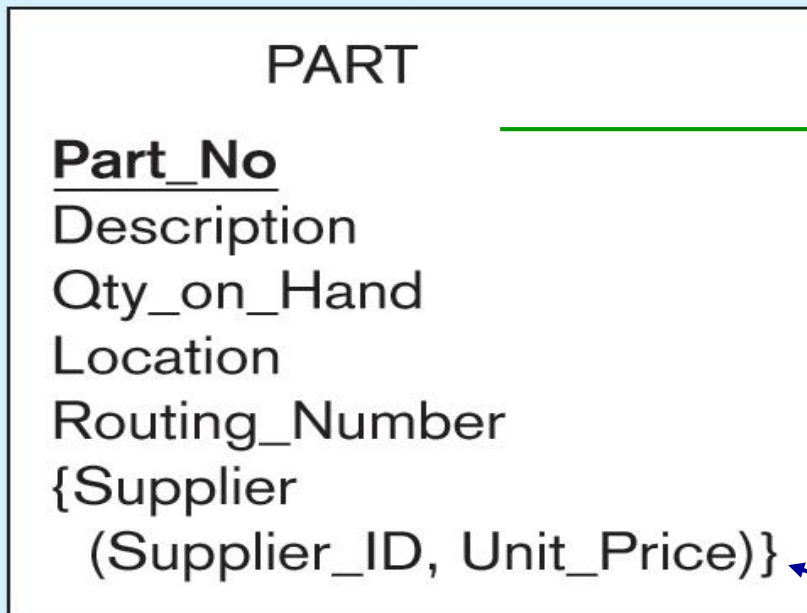 PART
Part_No
Description
Qty_on_Hand
Location
Routing_Number
{Supplier
(Supplier_ID, Unit_Price)}